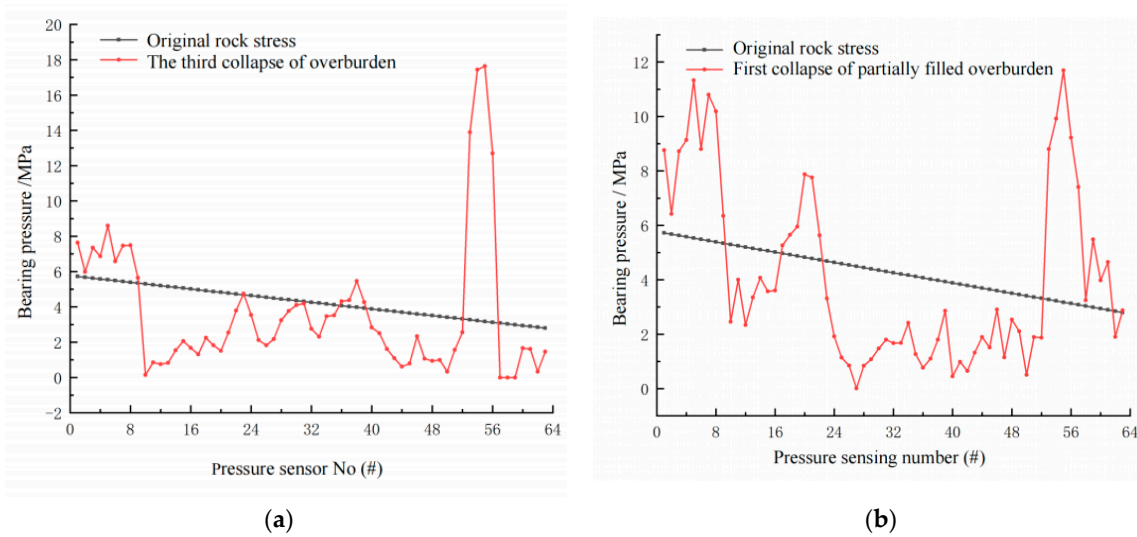 20
18
16
14
12
10
8
6
4
2
0
−2
Bearing pressure /MPa
Original rock stress
The third collapse of overburden
0 8 16 24 32 40 48 56 64
Pressure sensor No (#)
(a)
12
10
8
6
4
2
0
Bearing pressure / MPa
Original rock stress
First collapse of partially filled overburden
0 8 16 24 32 40 48 56 64
Pressure sensing number (#)
(b)